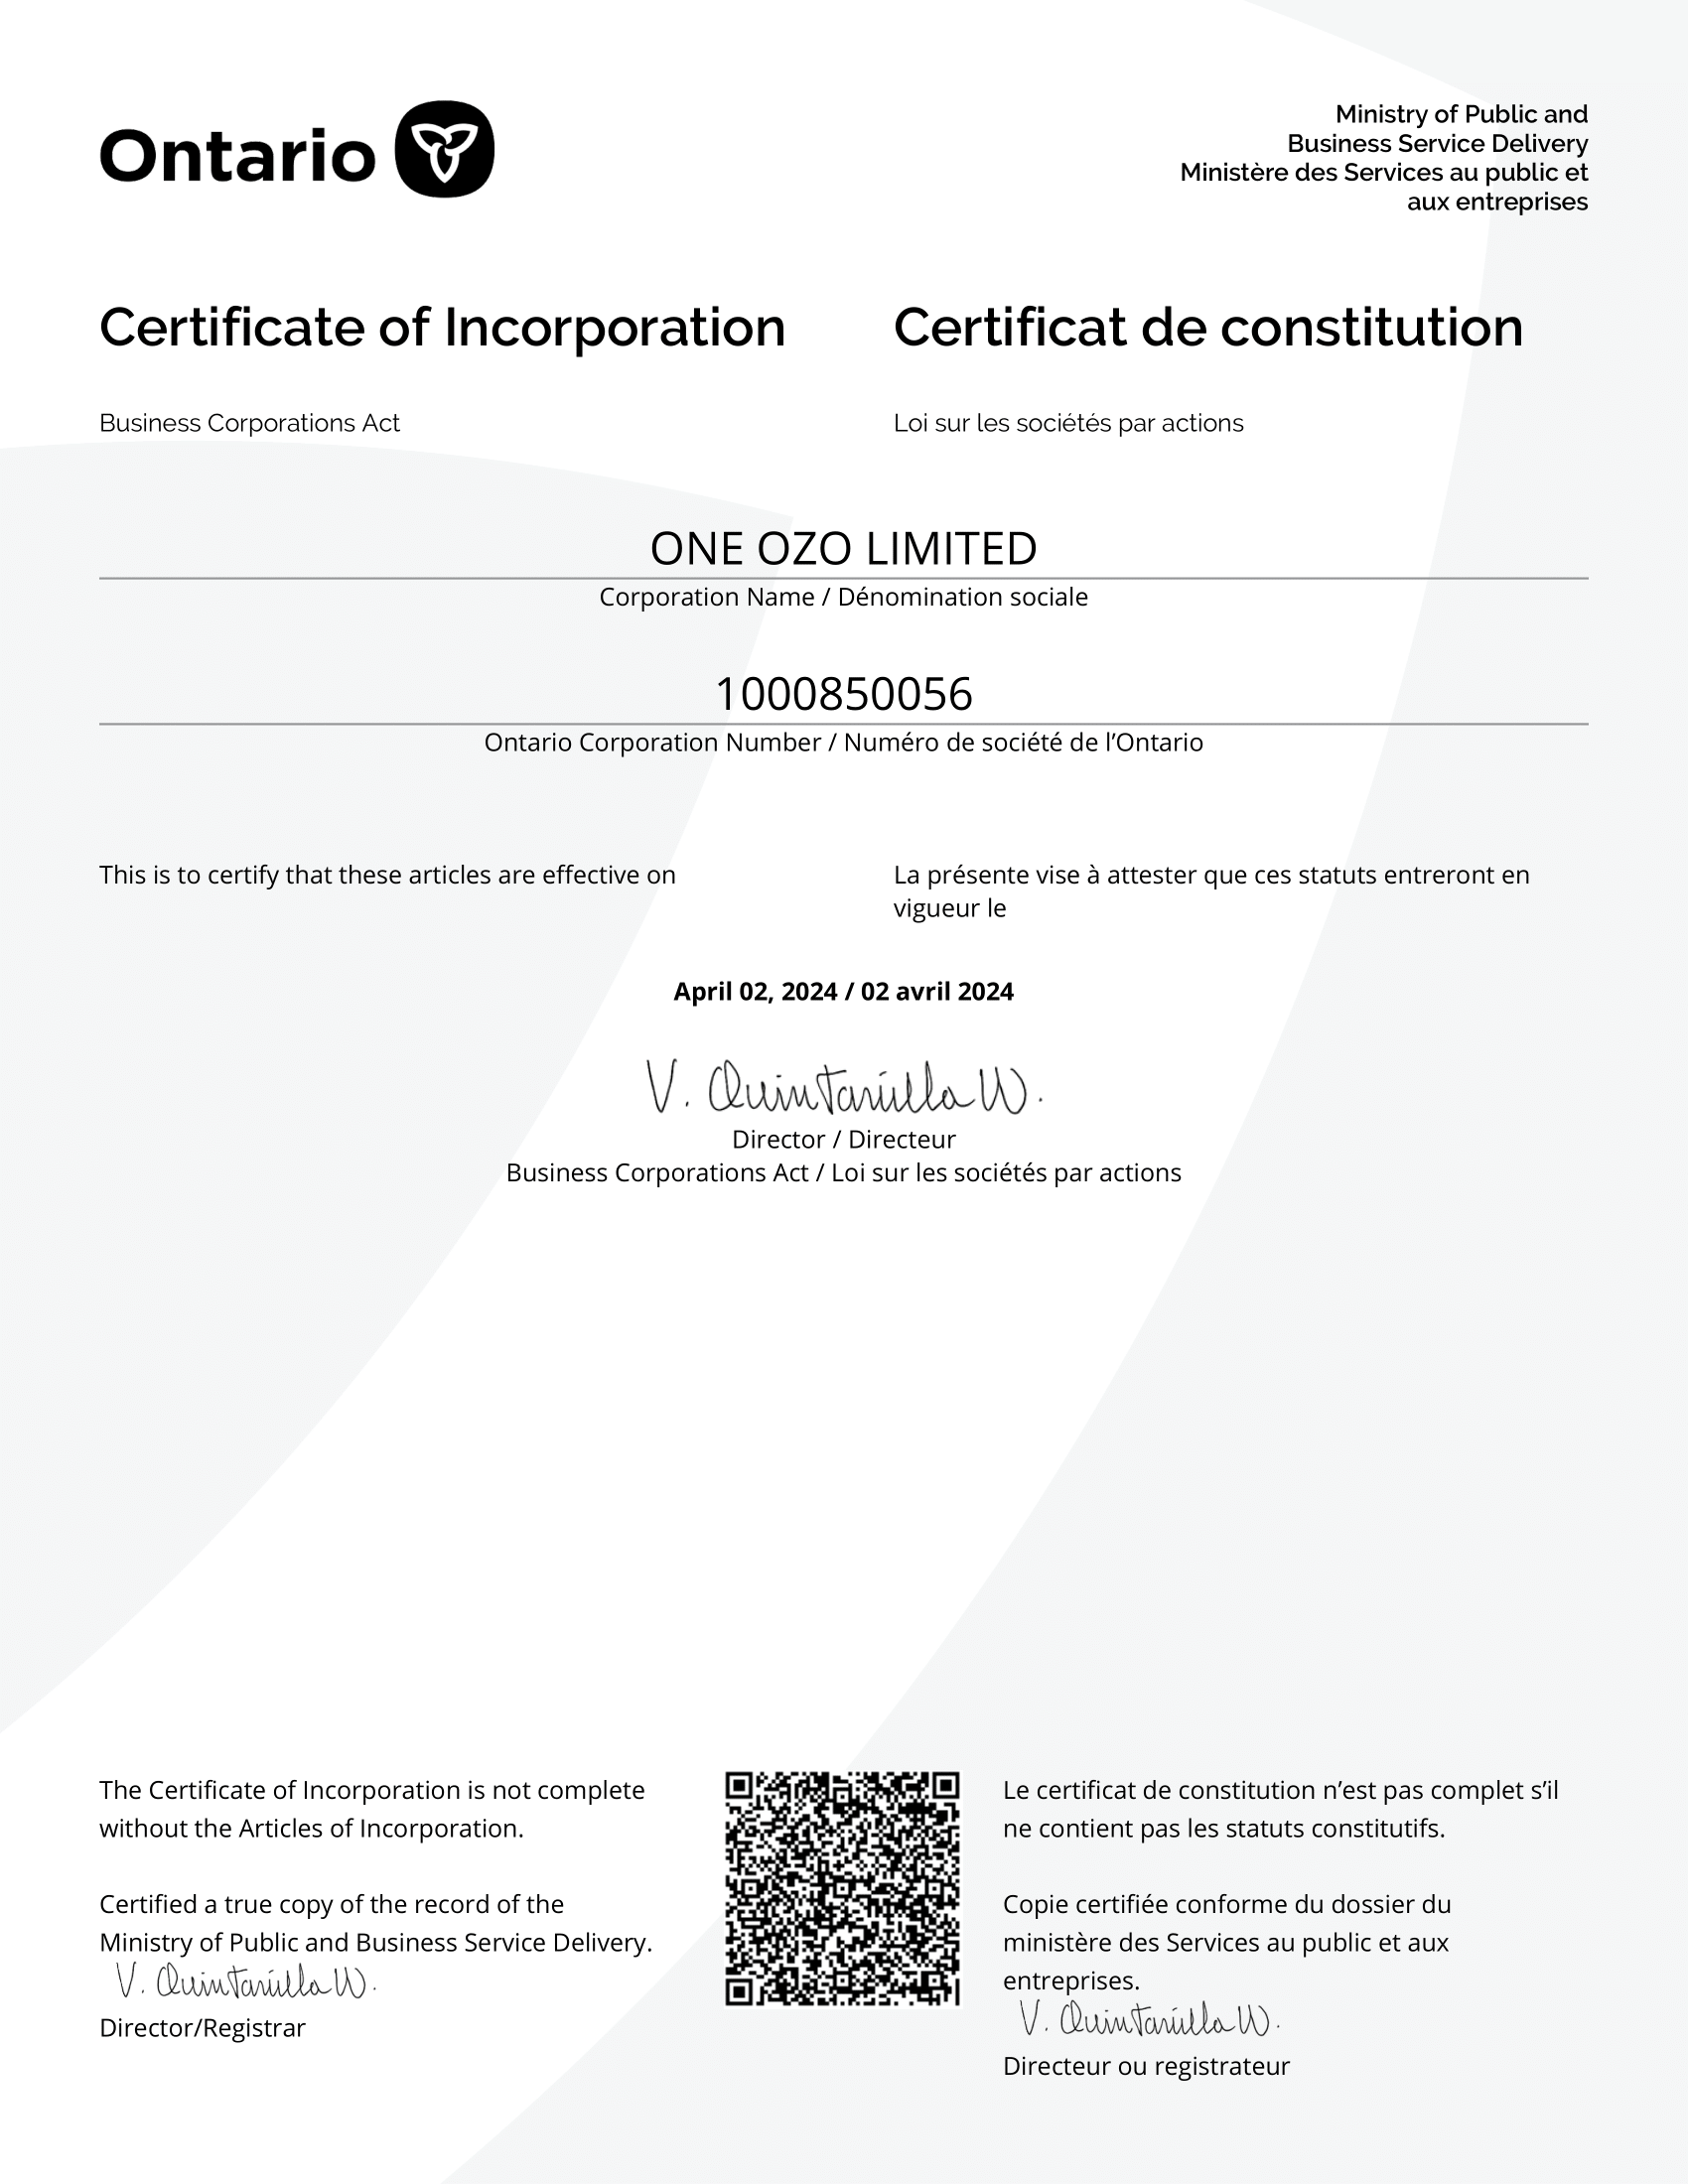 Ontario
Ministry of Public and
Business Service Delivery
Ministère des Services au public et
aux entreprises
Certificate of Incorporation
Certificat de constitution
Business Corporations Act
Loi sur les sociétés par actions
ONE OZO LIMITED
Corporation Name / Dénomination sociale
1000850056
Ontario Corporation Number / Numéro de société de l’Ontario
This is to certify that these articles are effective on
La présente vise à attester que ces statuts entreront en
vigueur le
April 02, 2024 / 02 avril 2024
V. Quintanilla W.
Director / Directeur
Business Corporations Act / Loi sur les sociétés par actions
The Certificate of Incorporation is not complete
without the Articles of Incorporation.
Certified a true copy of the record of the
Ministry of Public and Business Service Delivery.
V. Quintanilla W.
Director/Registrar
Le certificat de constitution n’est pas complet s’il
ne contient pas les statuts constitutifs.
Copie certifiée conforme du dossier du
ministère des Services au public et aux
entreprises.
V. Quintanilla W.
Directeur ou registrateur